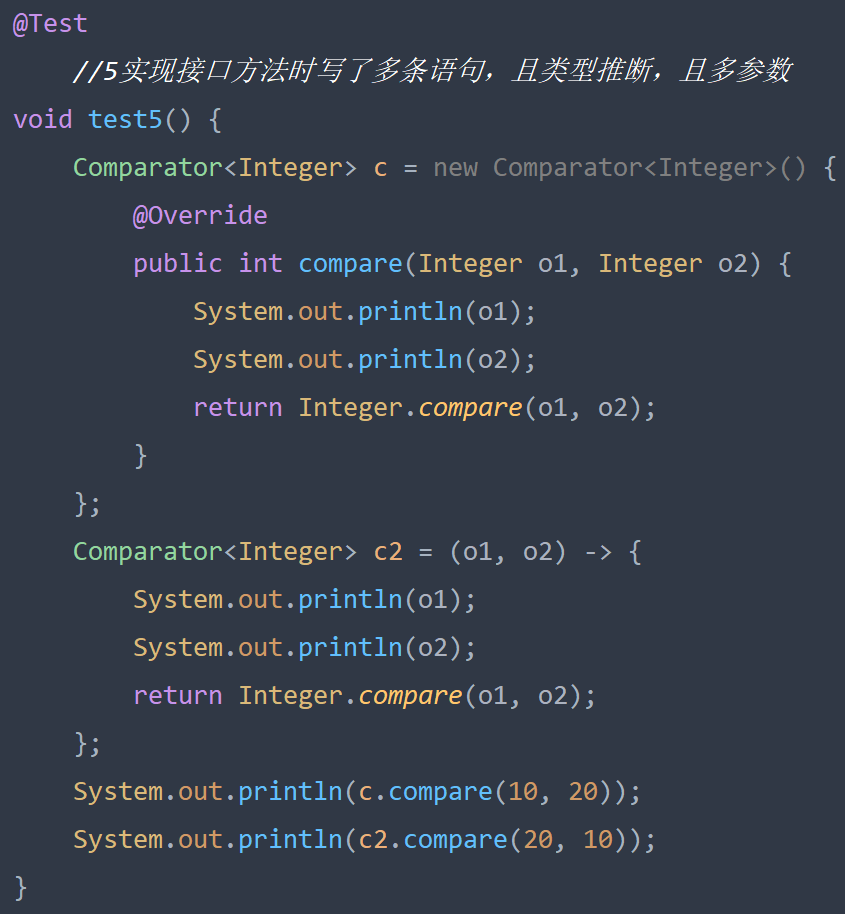 @Test
    //5实现接口方法时写了多条语句，且类型推断，且多参数
void test5() {
    Comparator<Integer> c = new Comparator<Integer>() {
        @Override
        public int compare(Integer o1, Integer o2) {
            System.out.println(o1);
            System.out.println(o2);
            return Integer.compare(o1, o2);
        }
    };
    Comparator<Integer> c2 = (o1, o2) -> {
        System.out.println(o1);
        System.out.println(o2);
        return Integer.compare(o1, o2);
    };
    System.out.println(c.compare(10, 20));
    System.out.println(c2.compare(20, 10));
}